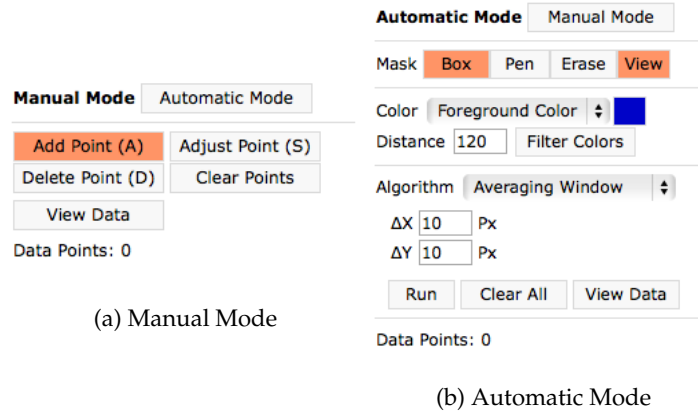 Manual Mode Automatic Mode
Add Point (A) Adjust Point (S)
Delete Point (D) Clear Points
View Data
Data Points: 0
(a) Manual Mode
Automatic Mode Manual Mode
Mask Box Pen Erase View
Color Foreground Color
Distance 120 Filter Colors
Algorithm Averaging Window
ΔX 10 Px
ΔY 10 Px
Run Clear All View Data
Data Points: 0
(b) Automatic Mode